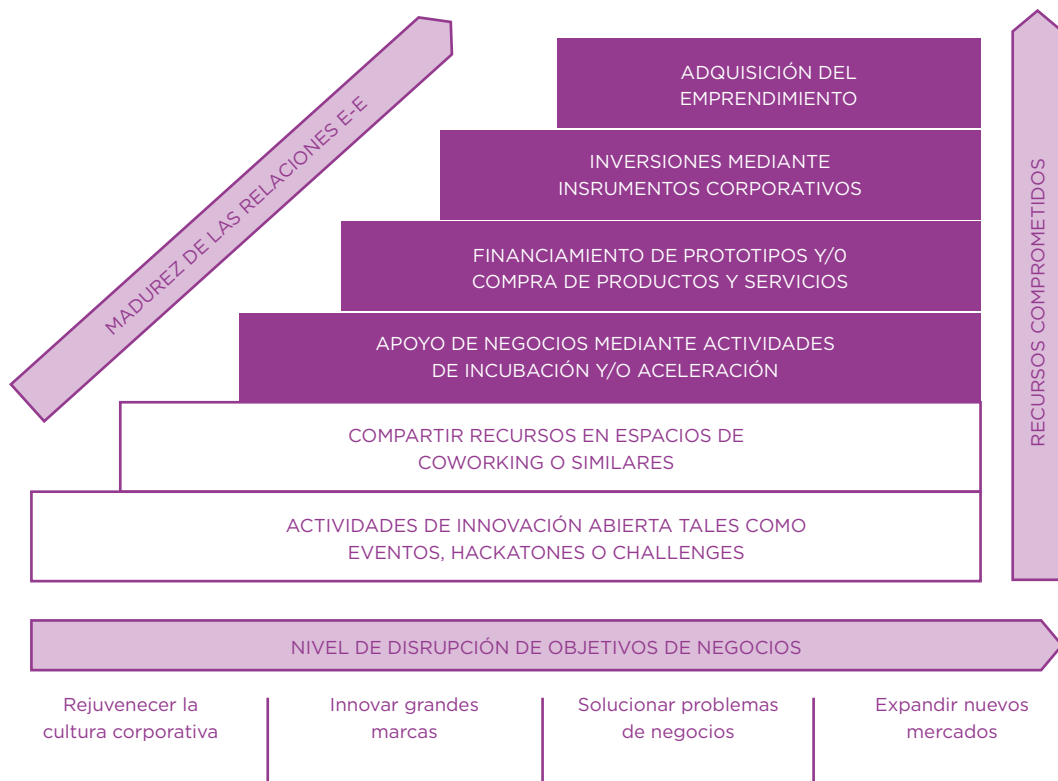 ADQUISICIÓN DEL
EMPRENDIMIENTO
INVERSIONES MEDIANTE
INSRUMENTOS CORPORATIVOS
FINANCIAMIENTO DE PROTOTIPOS Y/0
COMPRA DE PRODUCTOS Y SERVICIOS
APOYO DE NEGOCIOS MEDIANTE ACTIVIDADES
DE INCUBACIÓN Y/O ACELERACIÓN
COMPARTIR RECURSOS EN ESPACIOS DE
COWORKING O SIMILARES
ACTIVIDADES DE INNOVACIÓN ABIERTA TALES COMO
EVENTOS, HACKATONES O CHALLENGES
MADUREZ DE LAS RELACIONES E-E
RECURSOS COMPROMETIDOS
NIVEL DE DISRUPCIÓN DE OBJETIVOS DE NEGOCIOS
Rejuvenecer la
cultura corporativa
Innovar grandes
marcas
Solucionar problemas
de negocios
Expandir nuevos
mercados